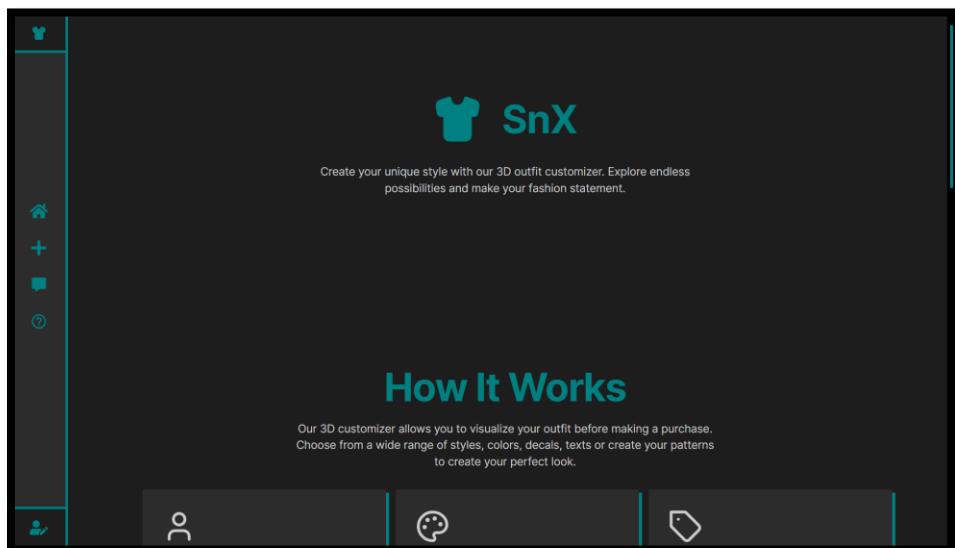 SnX
Create your unique style with our 3D outfit customizer. Explore endless
possibilities and make your fashion statement.
How It Works
Our 3D customizer allows you to visualize your outfit before making a purchase.
Choose from a wide range of styles, colors, decals, texts or create your patterns
to create your perfect look.